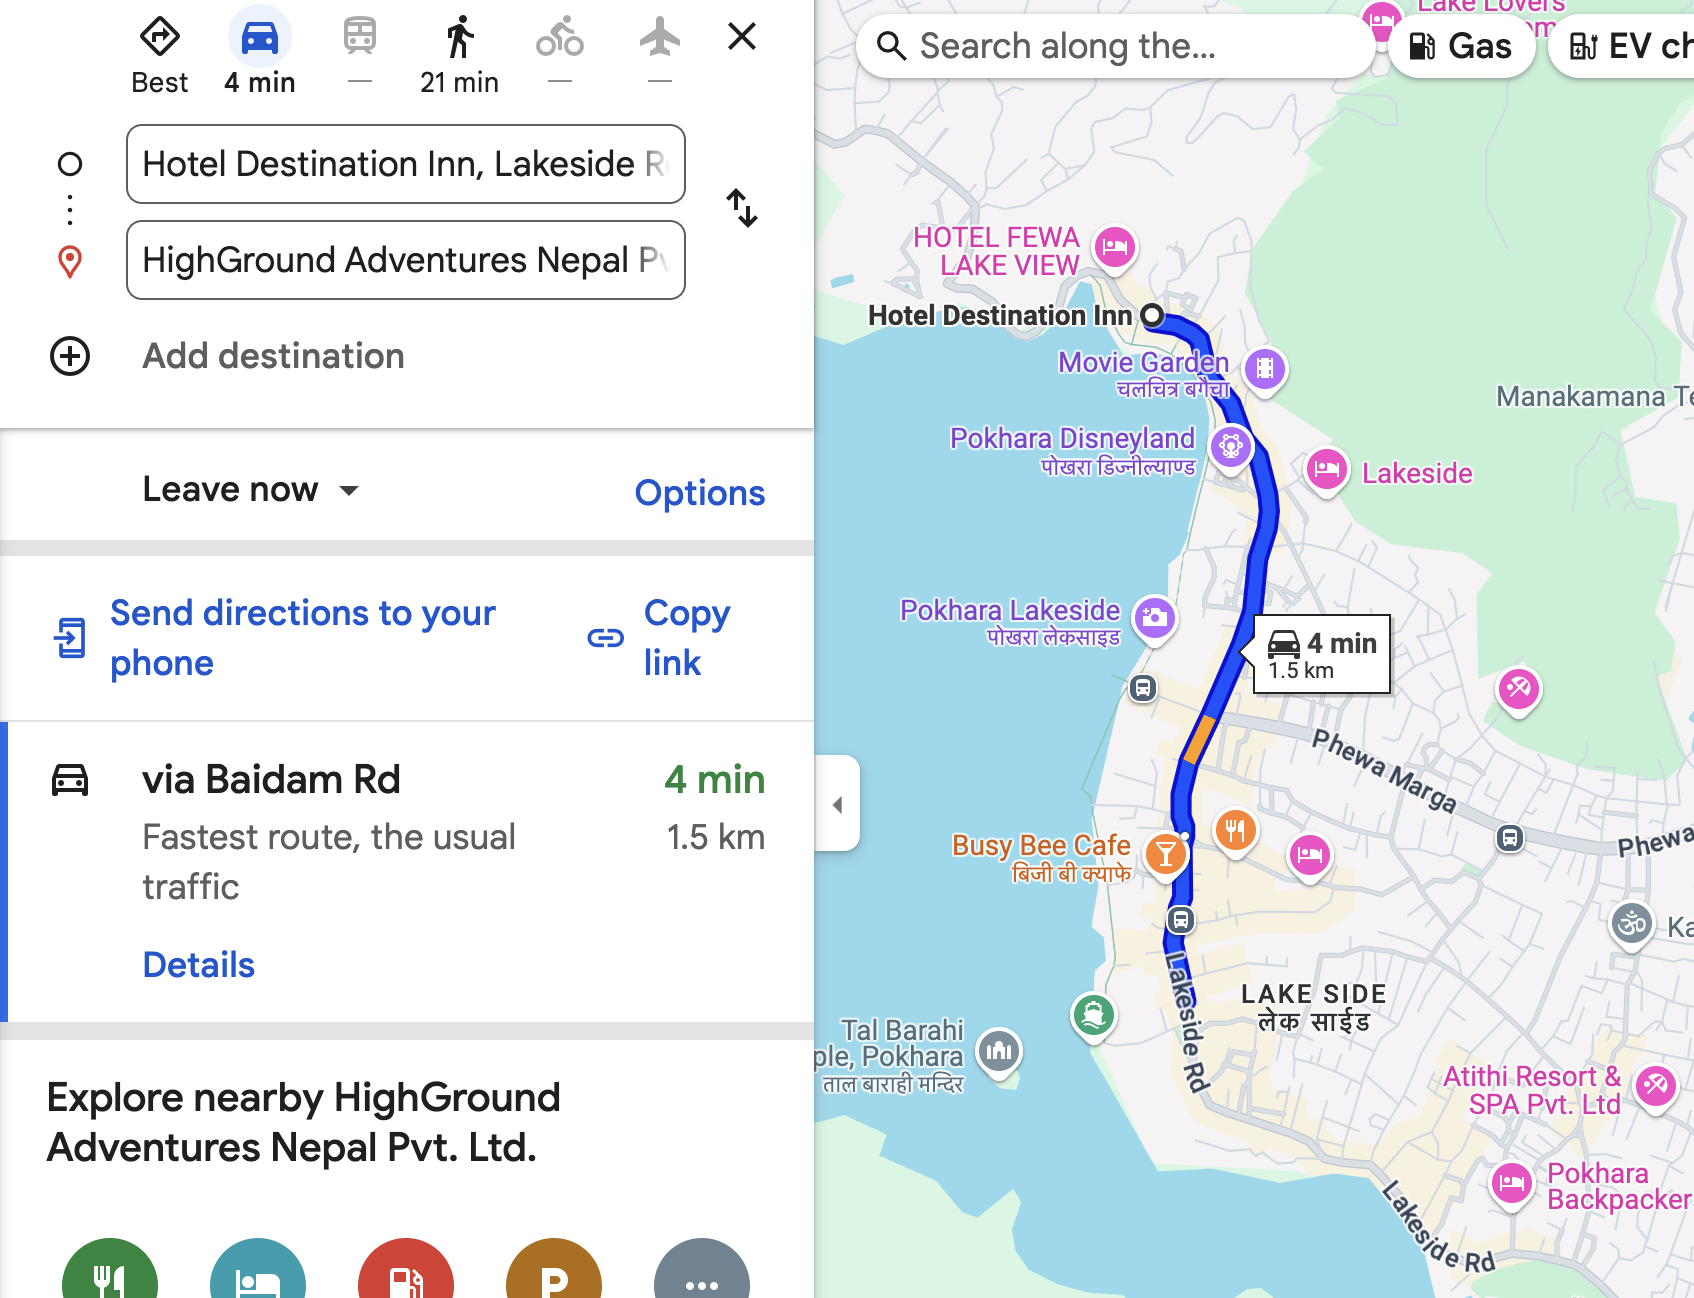 Lake Lovers
Best
4 min
21 min
Search along the...
Gas
EV ch
Hotel Destination Inn, Lakeside R
HighGround Adventures Nepal Pv
Add destination
Leave now
Options
Send directions to your
phone
Copy
link
via Baidam Rd
4 min
Fastest route, the usual
traffic
1.5 km
Details
Explore nearby HighGround
Adventures Nepal Pvt. Ltd.
P
HOTEL FEWA
LAKE VIEW
Hotel Destination Inn
Movie Garden
चलचित्र बगैचा
Manakamana Te
Pokhara Disneyland
पोखरा डिज्नील्याण्ड
Lakeside
Pokhara Lakeside
पोखरा लेकसाइड
4 min
1.5 km
Phewa Marga
Phewa
Busy Bee Cafe
बिजी बी क्याफे
Ka
Lakeside Rd
LAKE SIDE
लेक साईड
Tal Barahi
ple, Pokhara
ताल बाराही मन्दिर
Atithi Resort &
SPA Pvt. Ltd
Pokhara
Backpacker
Lakeside Rd